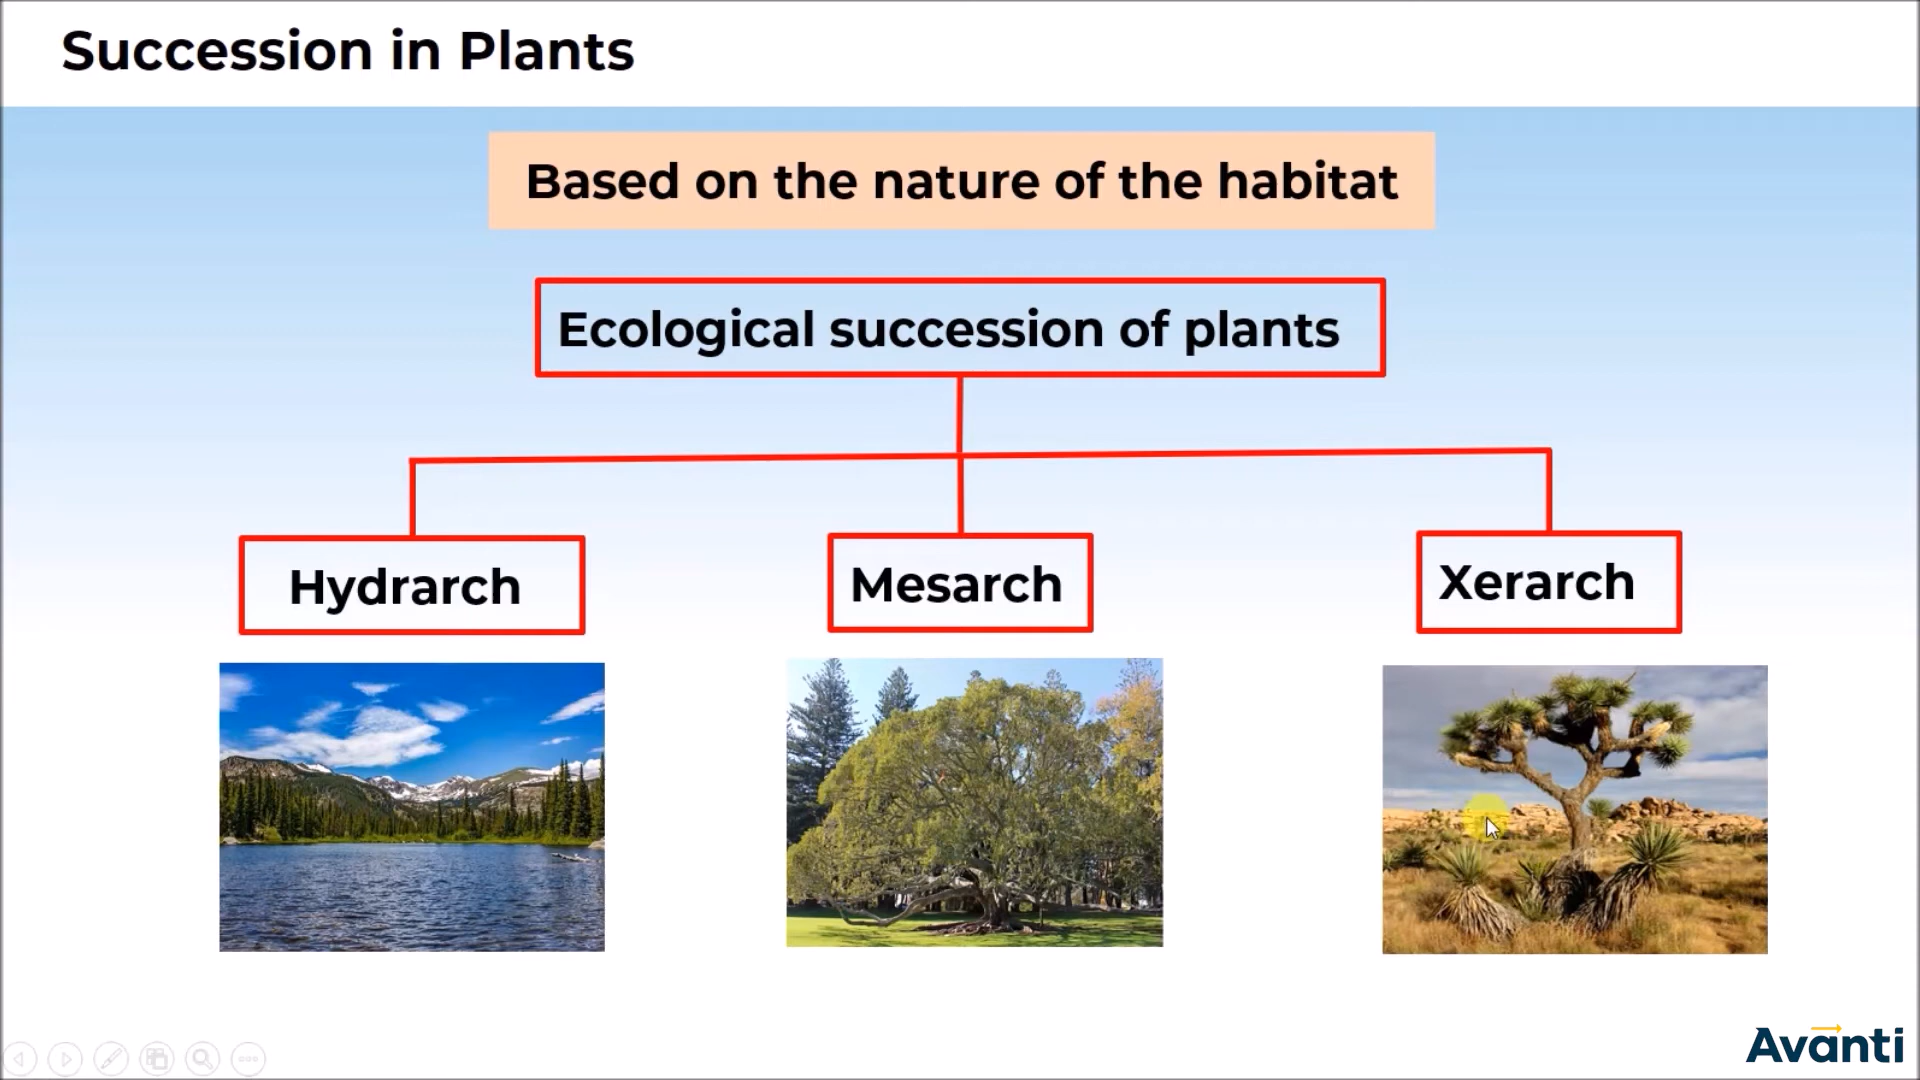 Succession in Plants
Based on the nature of the habitat
Ecological succession of plants
Hydrarch
Mesarch
Xerarch
Avanti